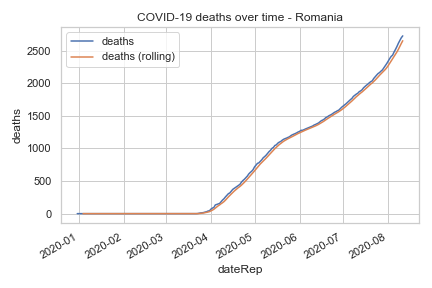 COVID-19 deaths over time - Romania
deaths
deaths (rolling)
deaths
2500
2000
1500
1000
500
0
2020-01
2020-02
2020-03
2020-04
2020-05
2020-06
2020-07
2020-08
dateRep